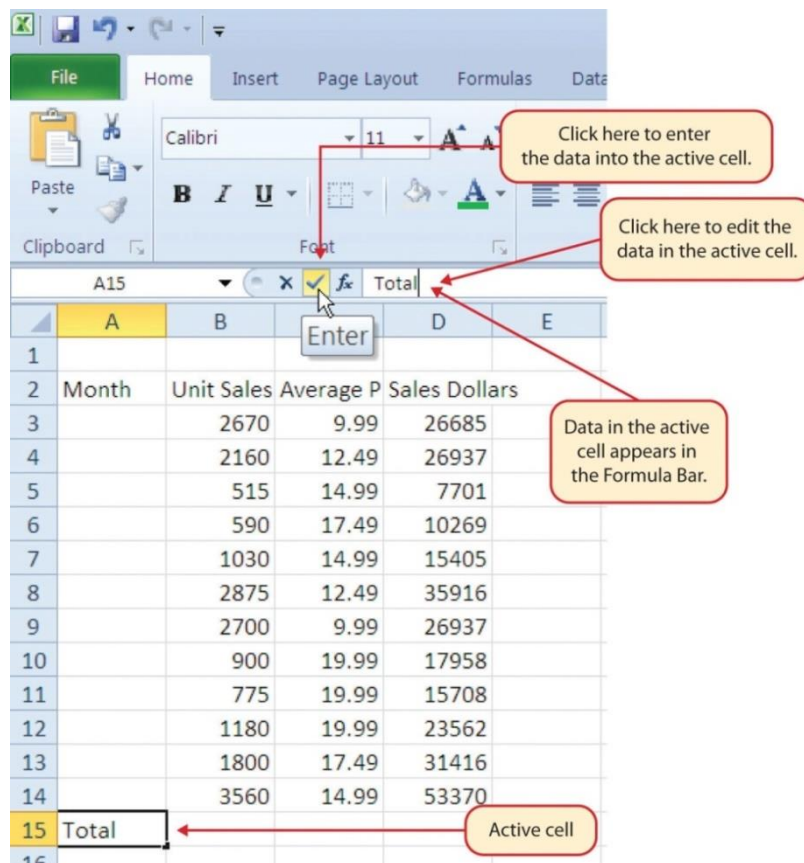 File Home Insert Page Layout Formulas Data
Calibri 11 A A
Click here to enter
the data into the active cell.
Paste
B I U A
Click here to edit the
data in the active cell.
Clipboard Font
A15 fx Total
Enter
A B D E
1
2 Month Unit Sales Average P Sales Dollars
3 2670 9.99 26685
4 2160 12.49 26937
Data in the active
cell appears in
the Formula Bar.
5 515 14.99 7701
6 590 17.49 10269
7 1030 14.99 15405
8 2875 12.49 35916
9 2700 9.99 26937
10 900 19.99 17958
11 775 19.99 15708
12 1180 19.99 23562
13 1800 17.49 31416
14 3560 14.99 53370
15 Total Active cell
16